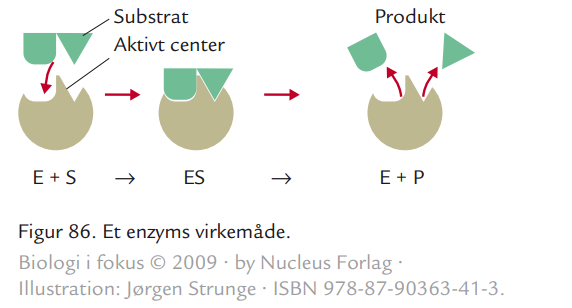 Substrat
Aktivt center
Produkt
E + S → ES → E + P
Figur 86. Et enzyms virkemåde.
Biologi i fokus © 2009 · by Nucleus Forlag ·
Illustration: Jørgen Strunge · ISBN 978-87-90363-41-3.